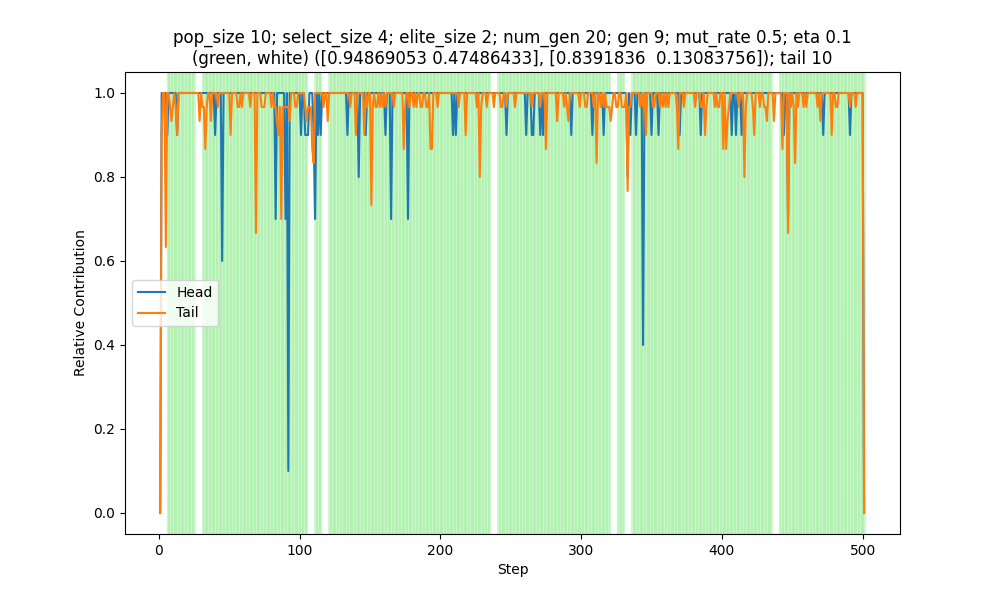 pop_size 10; select_size 4; elite_size 2; num_gen 20; gen 9; mut_rate 0.5; eta 0.1
(green, white) ([0.94869053 0.47486433], [0.8391836  0.13083756]); tail 10
1.0
0.8
0.6
0.4
0.2
0.0
Relative Contribution
Head
Tail
0 100 200 300 400 500
Step